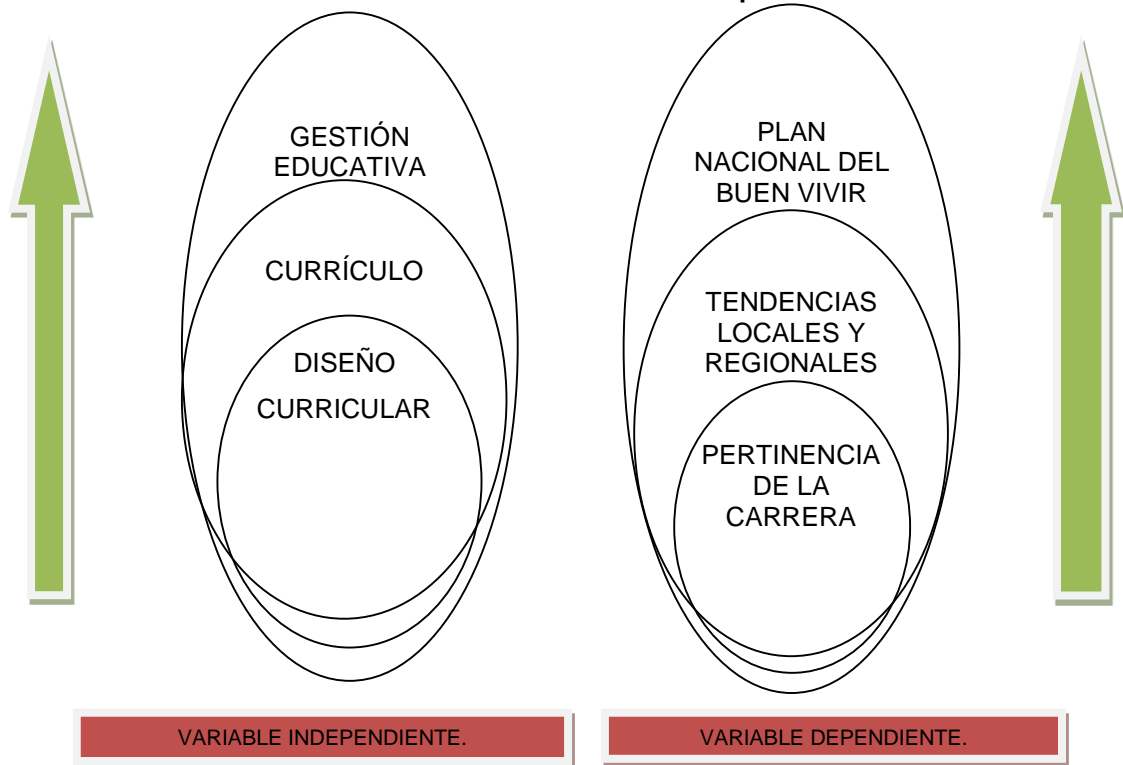 GESTIÓN
EDUCATIVA
CURRÍCULO
DISEÑO
CURRICULAR
PLAN
NACIONAL DEL
BUEN VIVIR
TENDENCIAS
LOCALES Y
REGIONALES
PERTINENCIA
DE LA
CARRERA
VARIABLE INDEPENDIENTE.
VARIABLE DEPENDIENTE.